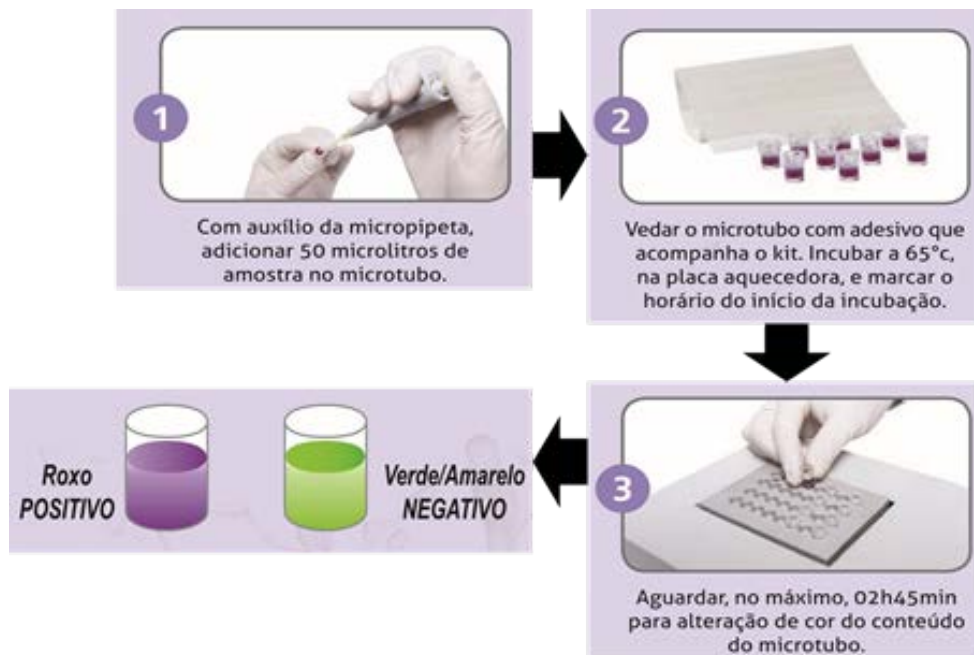 1
Com auxílio da micropipeta,
adicionar 50 microlitros de
amostra no microtubo.
2
Vedar o microtubo com adesivo que
acompanha o kit. Incubar a 65°c,
na placa aquecedora, e marcar o
horário do início da incubação.
3
Aguardar, no máximo, 02h45min
para alteração de cor do conteúdo
do microtubo.
Roxo
POSITIVO
Verde/Amarelo
NEGATIVO